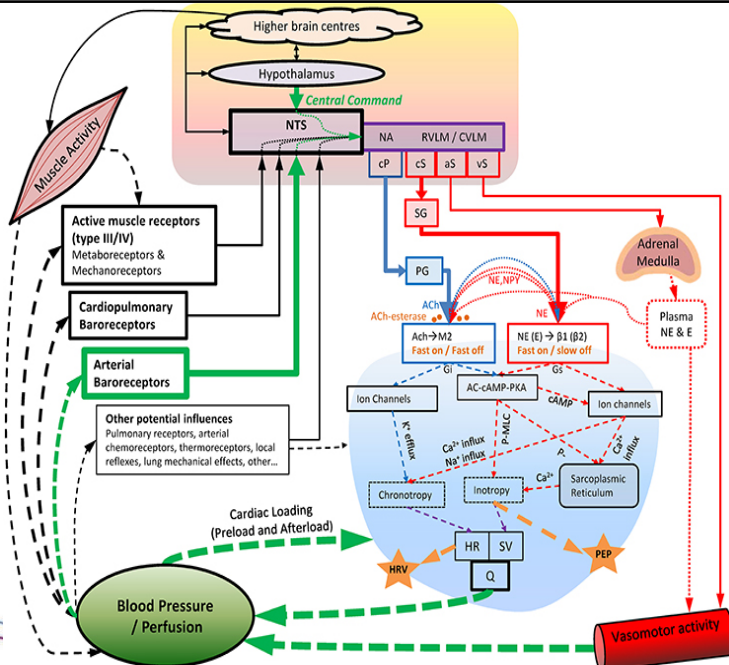 Higher brain centres
Hypothalamus
Central Command
NTS
NA RVLM / CVLM
cP cS aS vS
Muscle Activity
SG
Active muscle receptors
(type III/IV)
Metaboreceptors &
Mechanoreceptors
Adrenal
Medulla
PG
NE,NPY
ACh
NE
ACh-esterase
Plasma
NE & E
Cardiopulmonary
Baroreceptors
Ach→M2
Fast on / Fast off
NE (E) → β1 (β2)
Fast on / slow off
Arterial
Baroreceptors
Gi
Gs
AC-cAMP-PKA
Ion Channels
cAMP
Ion channels
Other potential influences
Pulmonary receptors, arterial
chemoreceptors, thermoreceptors, local
reflexes, lung mechanical effects, other...
K⁺ efflux
Ca²⁺ influx
Na⁺ influx
P-MLC
P-
Ca²⁺
influx
Chronotropy
Inotropy
Ca²⁺
Sarcoplasmic
Reticulum
Cardiac Loading
(Preload and Afterload)
HR SV
HRV
PEP
Q
Blood Pressure
/ Perfusion
Vasomotor activity